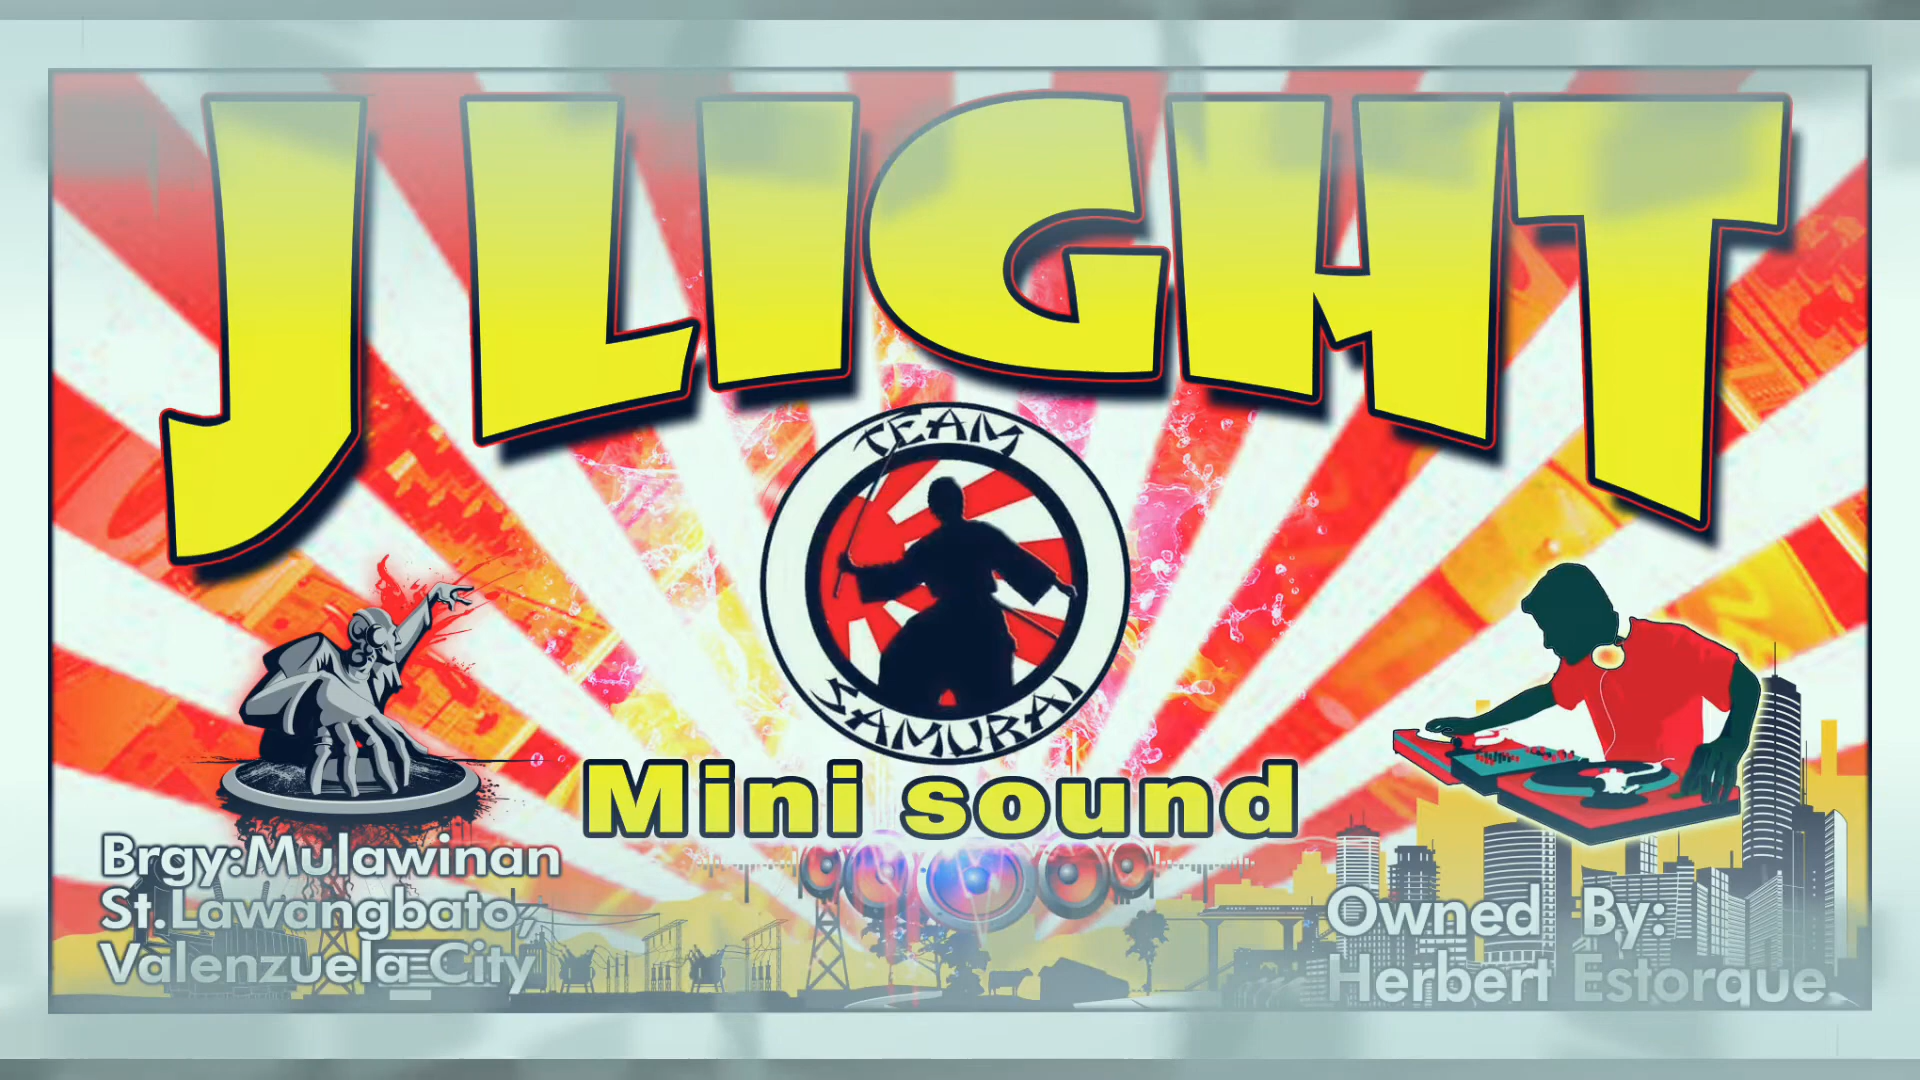 J LIGHT
TEAM
SAMURAI
Mini sound
Brgy:Mulawinan
St.Lawangbato,
Valenzuela City
Owned By:
Herbert Estorque